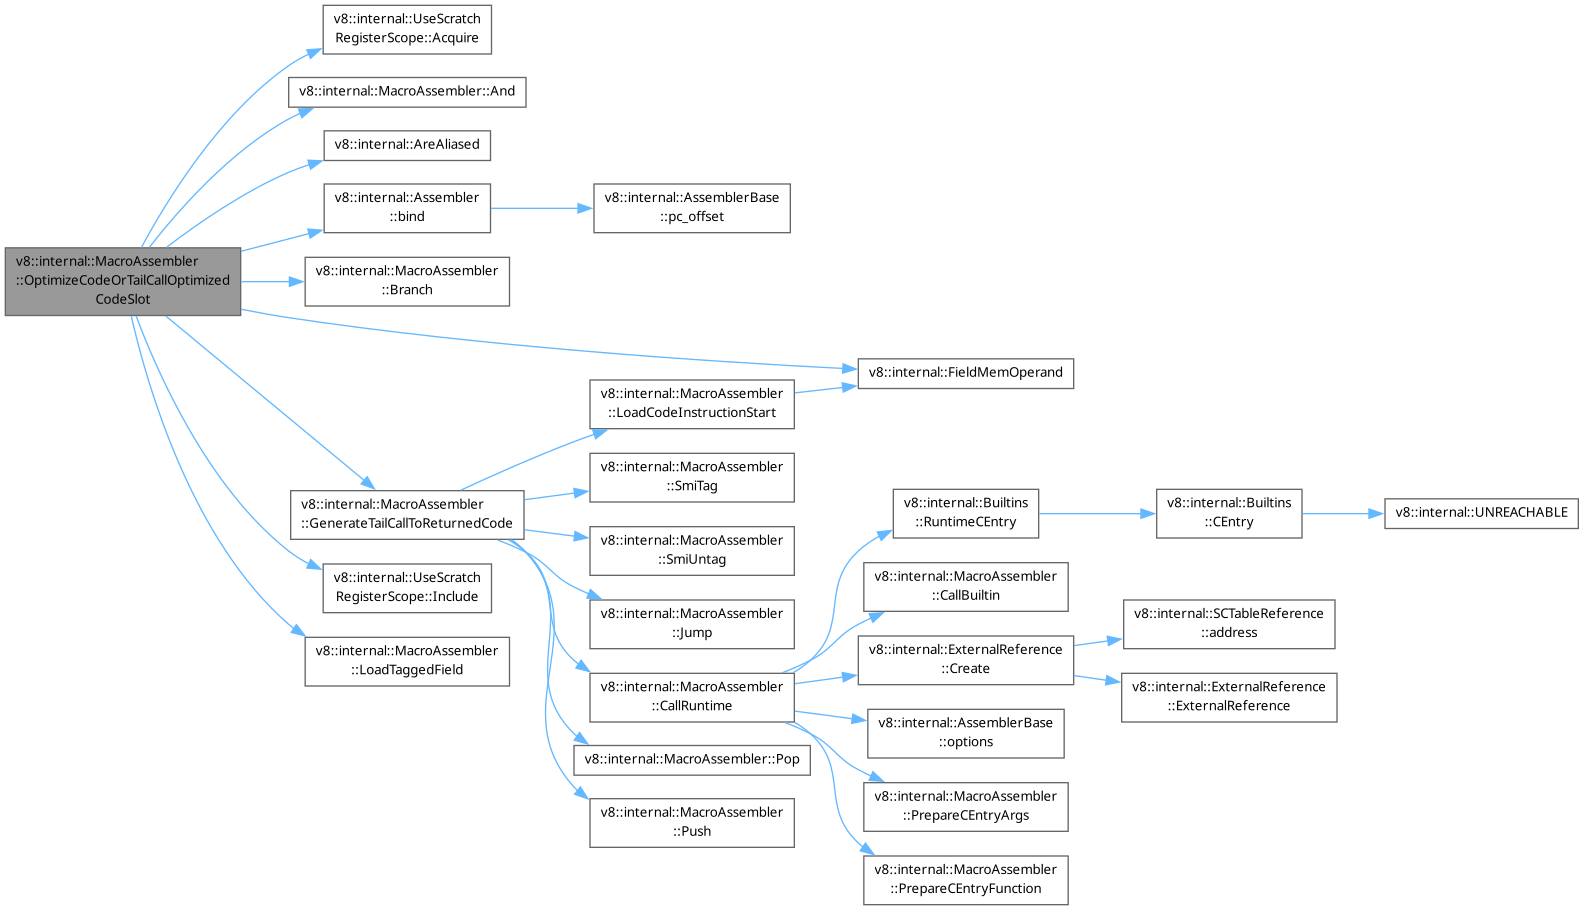 v8::internal::UseScratch
RegisterScope::Acquire
v8::internal::MacroAssembler::And
v8::internal::AreAliased
v8::internal::Assembler
::bind
v8::internal::AssemblerBase
::pc_offset
v8::internal::MacroAssembler
::OptimizeCodeOrTailCallOptimized
CodeSlot
v8::internal::MacroAssembler
::Branch
v8::internal::FieldMemOperand
v8::internal::MacroAssembler
::LoadCodeInstructionStart
v8::internal::MacroAssembler
::SmiTag
v8::internal::MacroAssembler
::GenerateTailCallToReturnedCode
v8::internal::Builtins
::RuntimeCEntry
v8::internal::Builtins
::CEntry
v8::internal::UNREACHABLE
v8::internal::MacroAssembler
::SmiUntag
v8::internal::UseScratch
RegisterScope::Include
v8::internal::MacroAssembler
::CallBuiltin
v8::internal::MacroAssembler
::Jump
v8::internal::SCTableReference
::address
v8::internal::MacroAssembler
::LoadTaggedField
v8::internal::ExternalReference
::Create
v8::internal::MacroAssembler
::CallRuntime
v8::internal::ExternalReference
::ExternalReference
v8::internal::AssemblerBase
::options
v8::internal::MacroAssembler::Pop
v8::internal::MacroAssembler
::PrepareCEntryArgs
v8::internal::MacroAssembler
::Push
v8::internal::MacroAssembler
::PrepareCEntryFunction